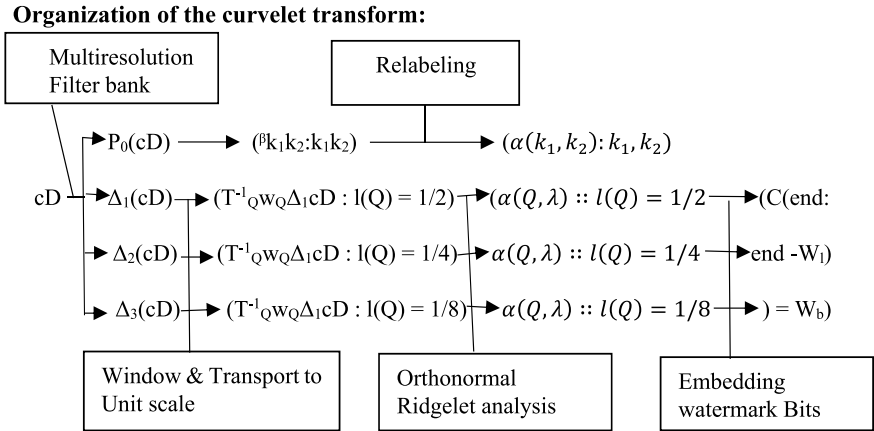 Organization of the curvelet transform:
Multiresolution
Filter bank
Relabeling
P₀(cD) (ᵝk₁k₂:k₁k₂) (α(k₁, k₂): k₁, k₂)
cD Δ₁(cD) (T⁻¹QwQΔ₁cD : l(Q) = 1/2) (α(Q, λ) :: l(Q) = 1/2 (C(end:
Δ₂(cD) (T⁻¹QwQΔ₁cD : l(Q) = 1/4) α(Q, λ) :: l(Q) = 1/4 end -Wₗ)
Δ₃(cD) (T⁻¹QwQΔ₁cD : l(Q) = 1/8) α(Q, λ) :: l(Q) = 1/8 ) = Wb)
Window & Transport to
Unit scale
Orthonormal
Ridgelet analysis
Embedding
watermark Bits